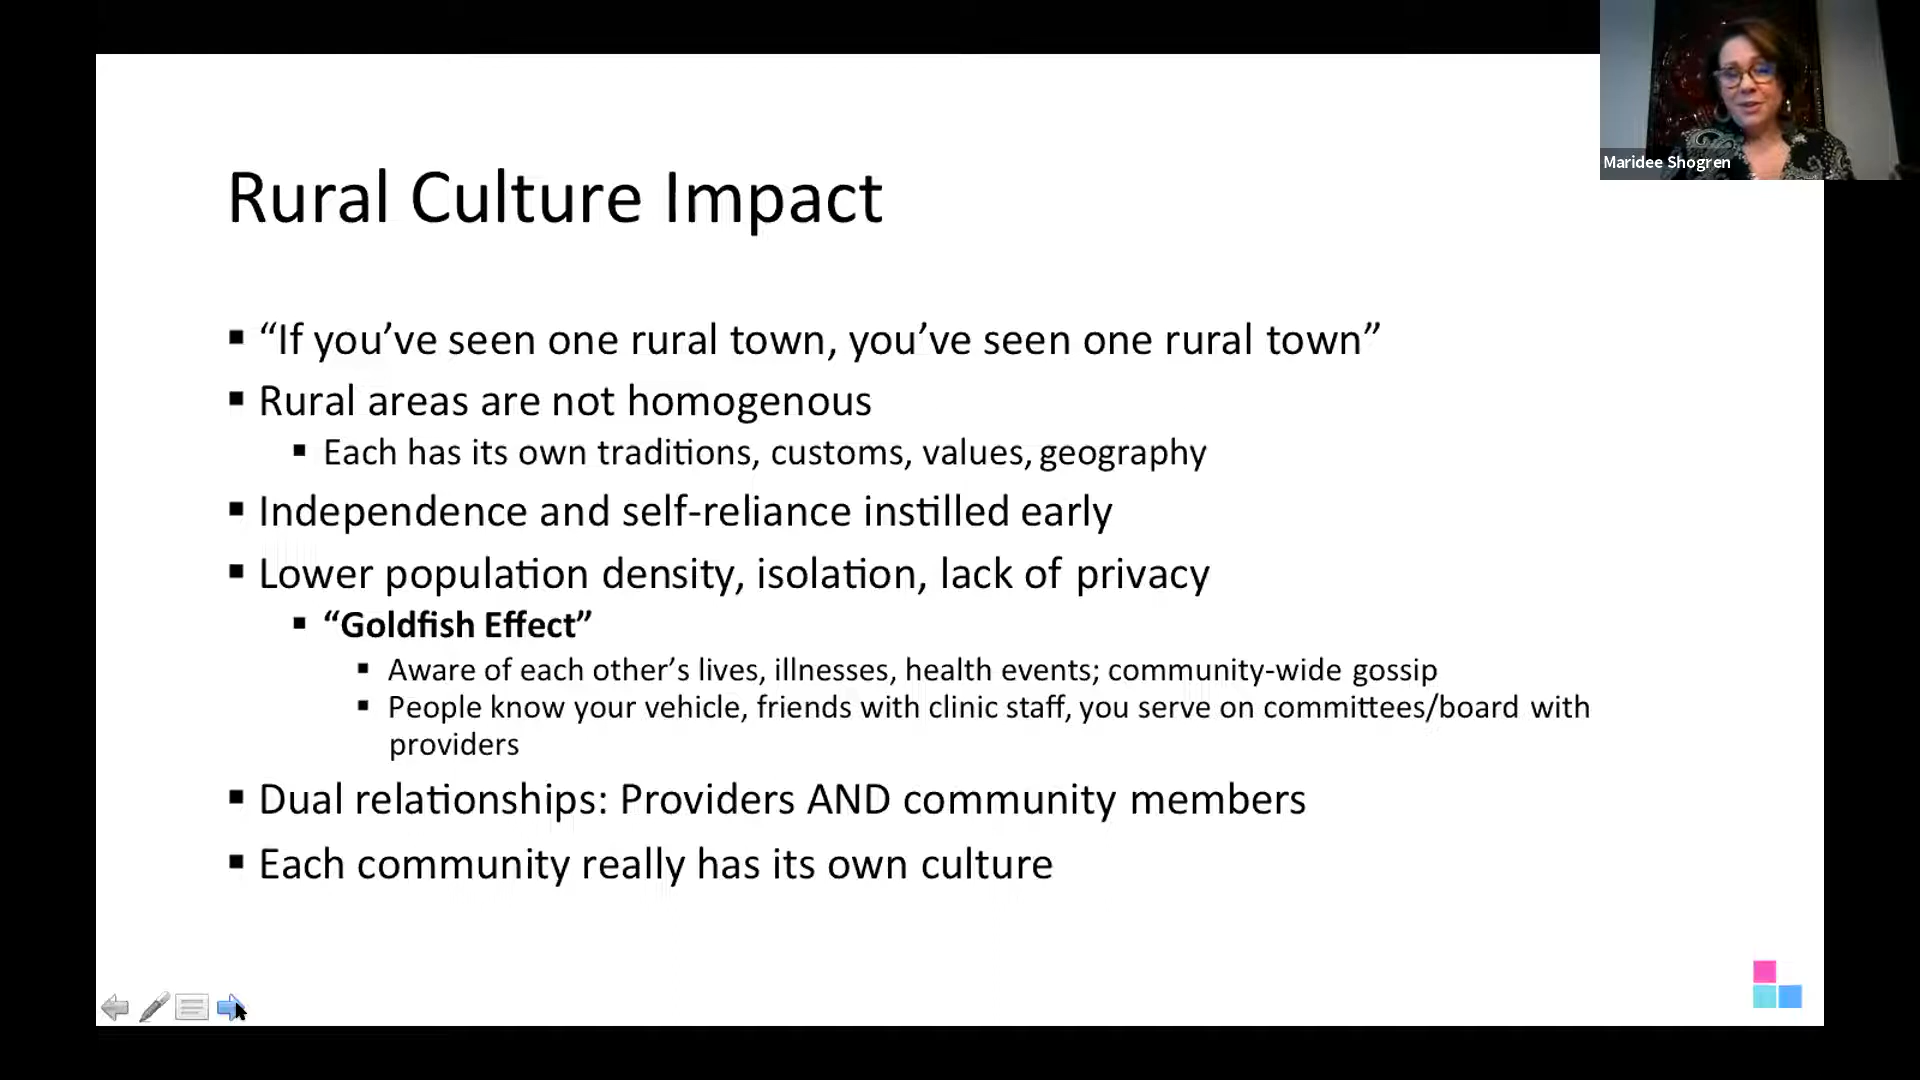 Maridee Shogren
Rural Culture Impact
▪ “If you’ve seen one rural town, you’ve seen one rural town”
▪ Rural areas are not homogenous
▪ Each has its own traditions, customs, values, geography
▪ Independence and self-reliance instilled early
▪ Lower population density, isolation, lack of privacy
▪ “Goldfish Effect”
▪ Aware of each other’s lives, illnesses, health events; community-wide gossip
▪ People know your vehicle, friends with clinic staff, you serve on committees/board with
providers
▪ Dual relationships: Providers AND community members
▪ Each community really has its own culture